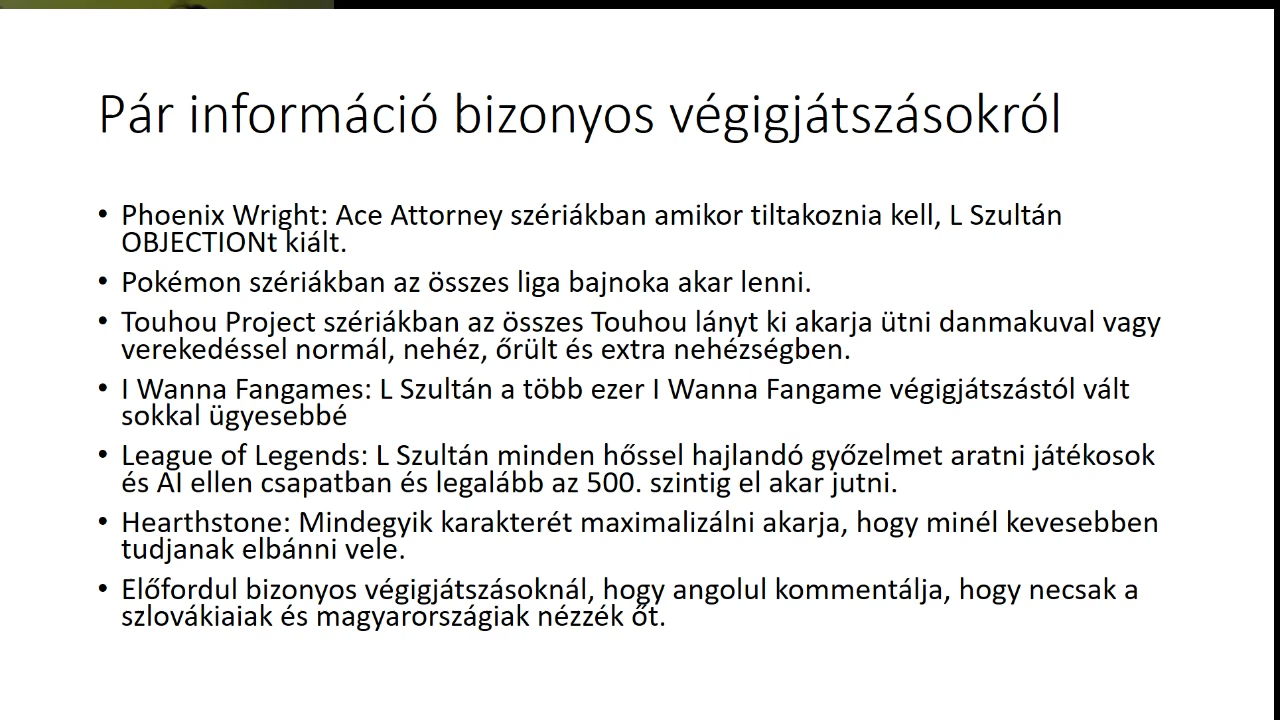 Pár információ bizonyos végigjátszásokról
• Phoenix Wright: Ace Attorney szériákban amikor tiltakoznia kell, L Szultán
OBJECTIONt kiált.
• Pokémon szériákban az összes liga bajnoka akar lenni.
• Touhou Project szériákban az összes Touhou lányt ki akarja ütni danmakuval vagy
verekedéssel normál, nehéz, őrült és extra nehézségben.
• I Wanna Fangames: L Szultán a több ezer I Wanna Fangame végigjátszástól vált
sokkal ügyesebbé
• League of Legends: L Szultán minden hőssel hajlandó győzelmet aratni játékosok
és AI ellen csapatban és legalább az 500. szintig el akar jutni.
• Hearthstone: Mindegyik karakterét maximalizálni akarja, hogy minél kevesebben
tudjanak elbánni vele.
• Előfordul bizonyos végigjátszásoknál, hogy angolul kommentálja, hogy necsak a
szlovákiaiak és magyarországiak nézzék őt.